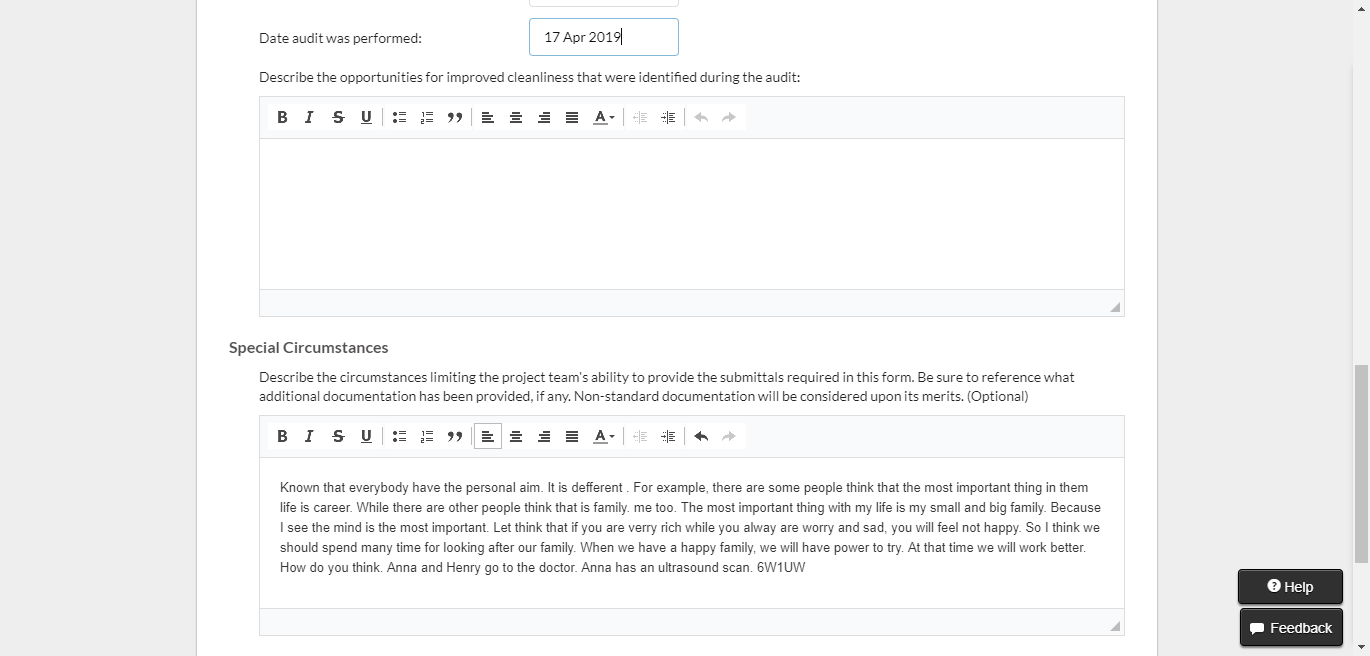 Date audit was performed:
17 Apr 2019
Describe the opportunities for improved cleanliness that were identified during the audit:
B I S U A
Special Circumstances
Describe the circumstances limiting the project team's ability to provide the submittals required in this form. Be sure to reference what
additional documentation has been provided, if any. Non-standard documentation will be considered upon its merits. (Optional)
B I S U A
Known that everybody have the personal aim. It is defferent . For example, there are some people think that the most important thing in them
life is career. While there are other people think that is family. me too. The most important thing with my life is my small and big family. Because
I see the mind is the most important. Let think that if you are verry rich while you alway are worry and sad, you will feel not happy. So I think we
should spend many time for looking after our family. When we have a happy family, we will have power to try. At that time we will work better.
How do you think. Anna and Henry go to the doctor. Anna has an ultrasound scan. 6W1UW
Help
Feedback